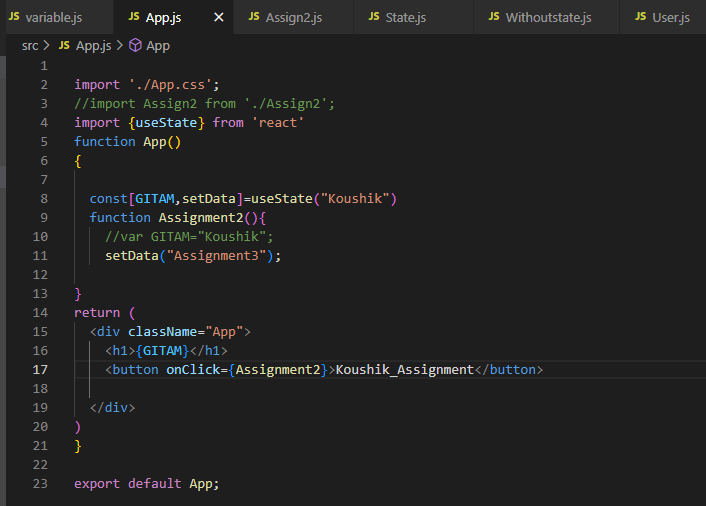 JS variable.js JS App.js × JS Assign2.js JS State.js JS Withoutstate.js JS User.js
src > JS App.js > App
1
2 import './App.css';
3 //import Assign2 from './Assign2';
4 import {useState} from 'react'
5 function App()
6 {
7
8 const[GITAM,setData]=useState("Koushik")
9 function Assignment2(){
10 //var GITAM="Koushik";
11 setData("Assignment3");
12
13 }
14 return (
15 <div className="App">
16 <h1>{GITAM}</h1>
17 <button onClick={Assignment2}>Koushik_Assignment</button>
18
19 </div>
20 )
21 }
22
23 export default App;